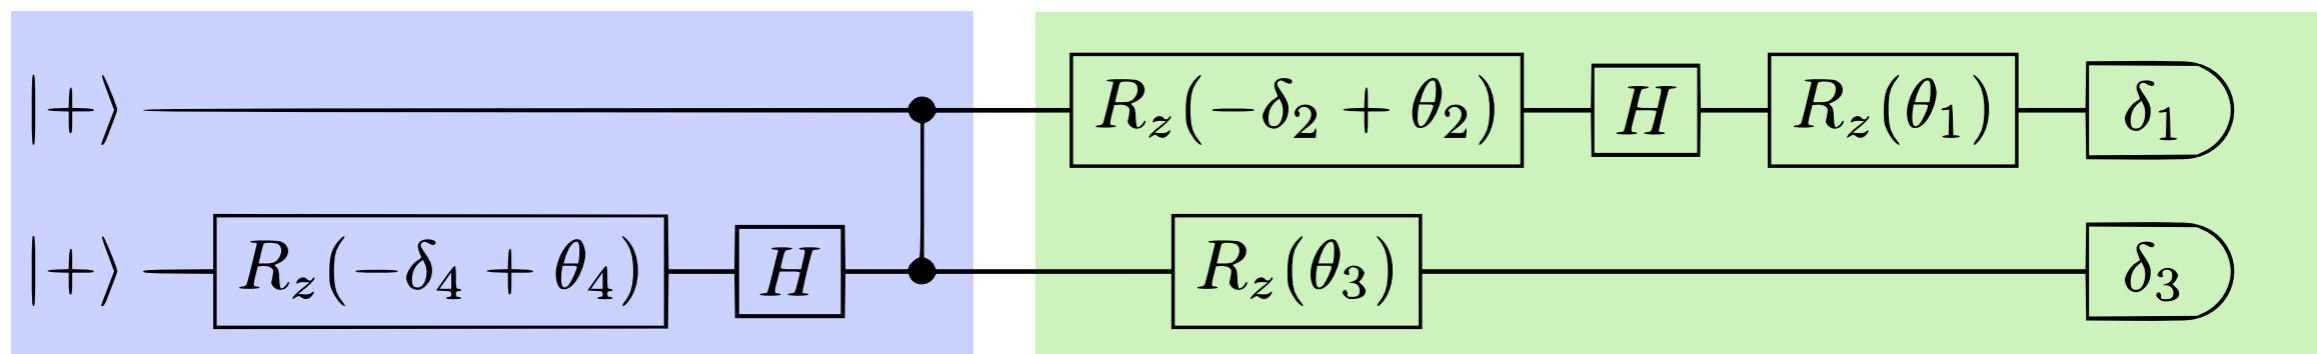 |+⟩ R_z(−δ_2 + θ_2) H R_z(θ_1) δ_1
|+⟩ R_z(−δ_4 + θ_4) H R_z(θ_3) δ_3